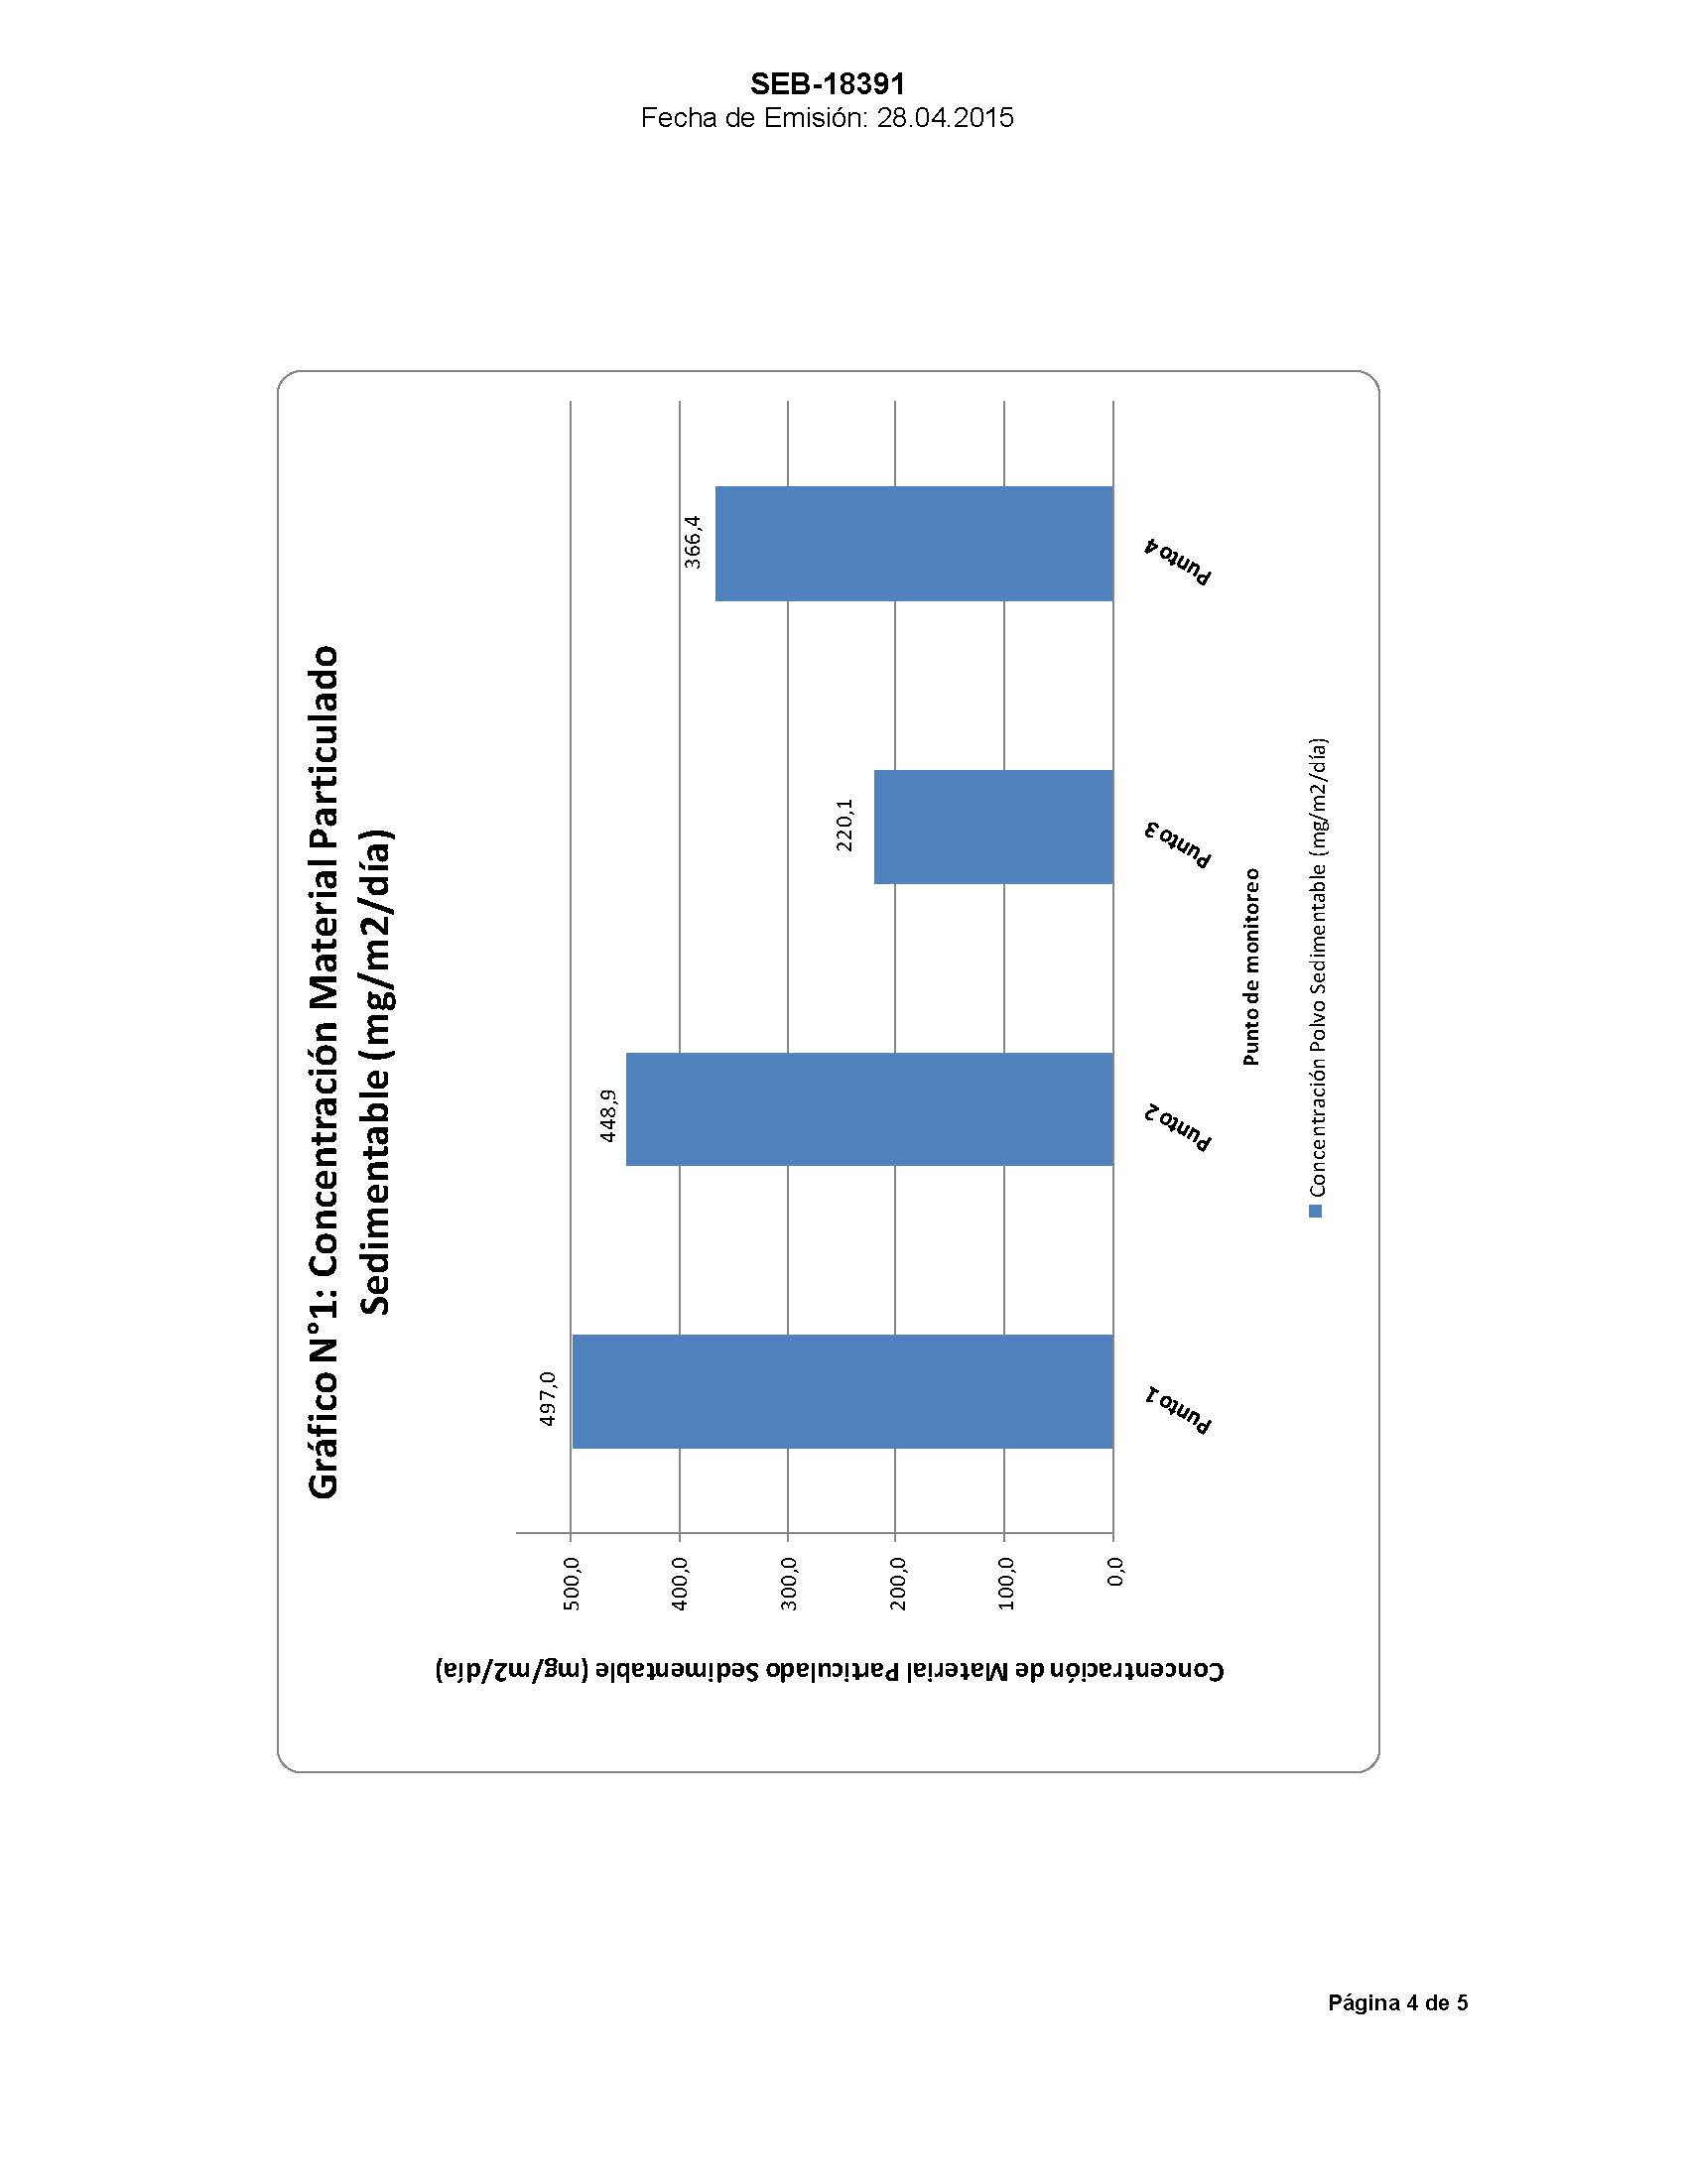 SEB-18391
Fecha de Emisión: 28.04.2015
Gráfico N°1: Concentración Material Particulado
Sedimentable (mg/m2/día)
Concentración de Material Particulado Sedimentable (mg/m2/día)
500,0
400,0
300,0
200,0
100,0
0,0
497,0
448,9
220,1
366,4
Punto 1
Punto 2
Punto 3
Punto 4
Punto de monitoreo
Concentración Polvo Sedimentable (mg/m2/día)
Página 4 de 5